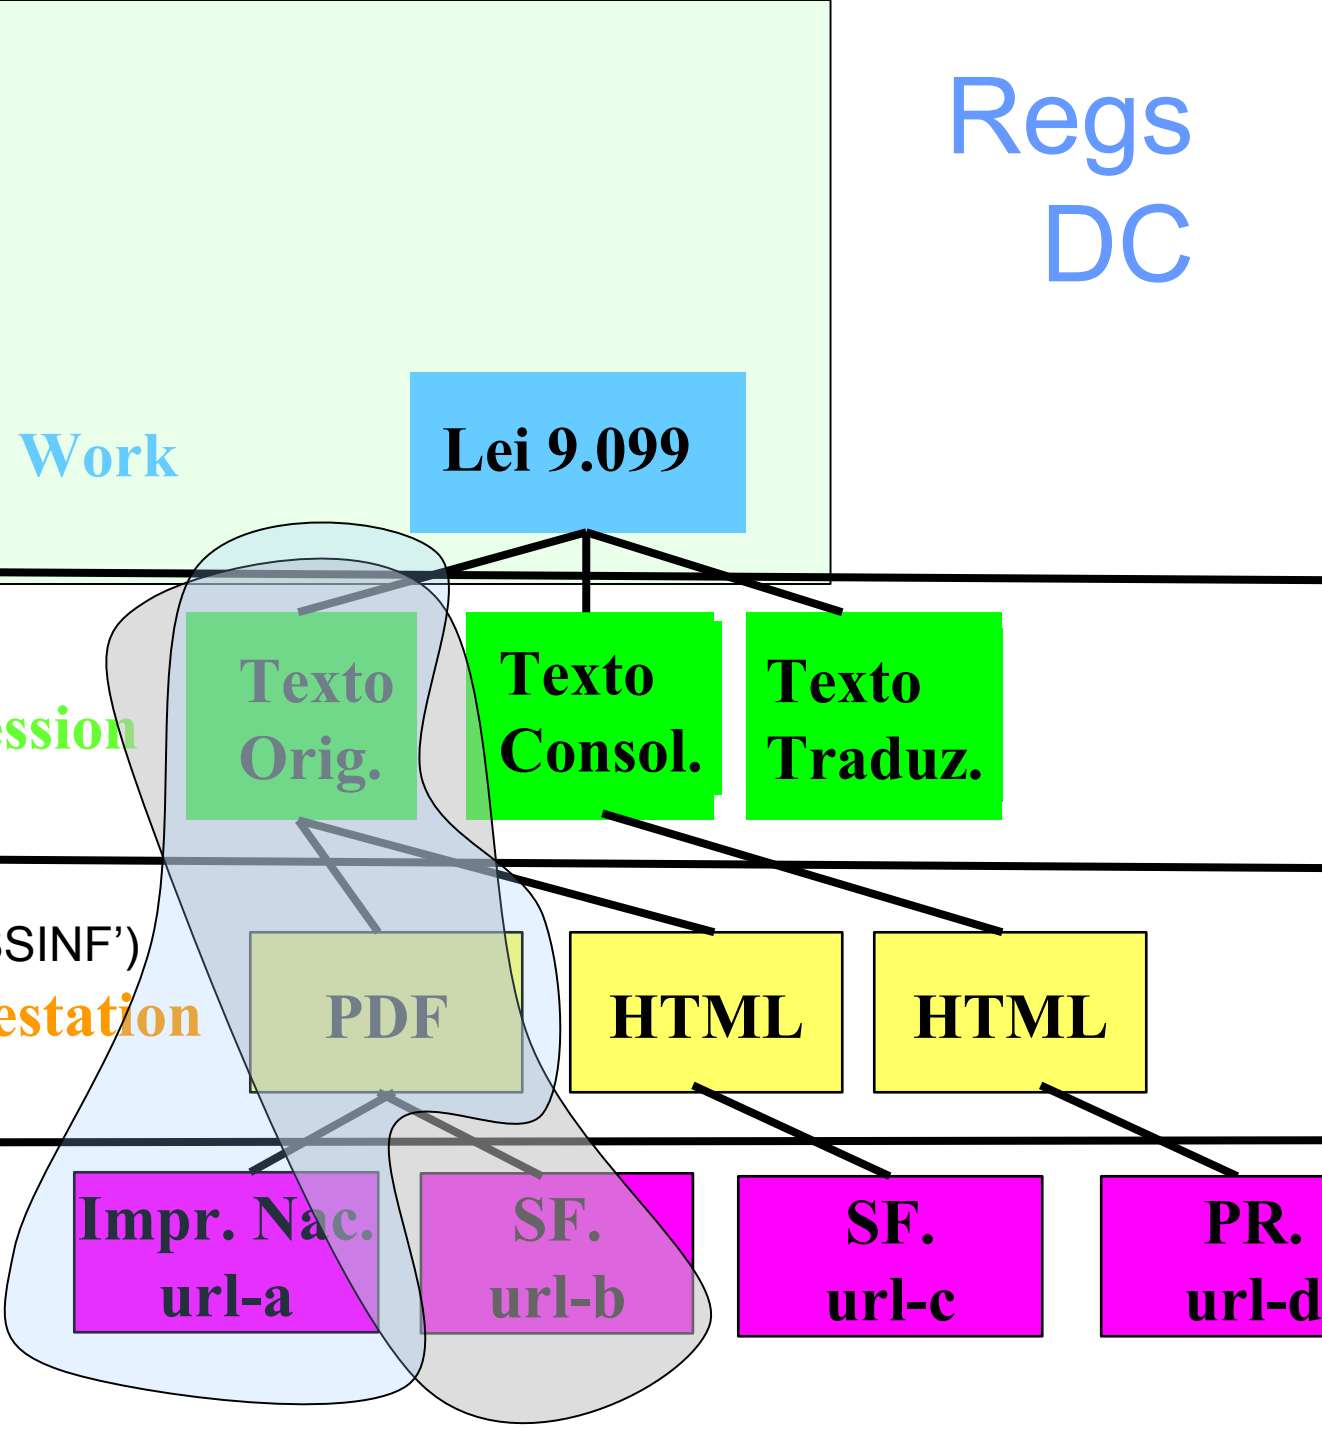 Regs
DC
Work
Lei 9.099
ession
Texto
Orig.
Texto
Consol.
Texto
Traduz.
SSINF’)
estation
PDF
HTML
HTML
Impr. Nac.
url-a
SF.
url-b
SF.
url-c
PR.
url-d